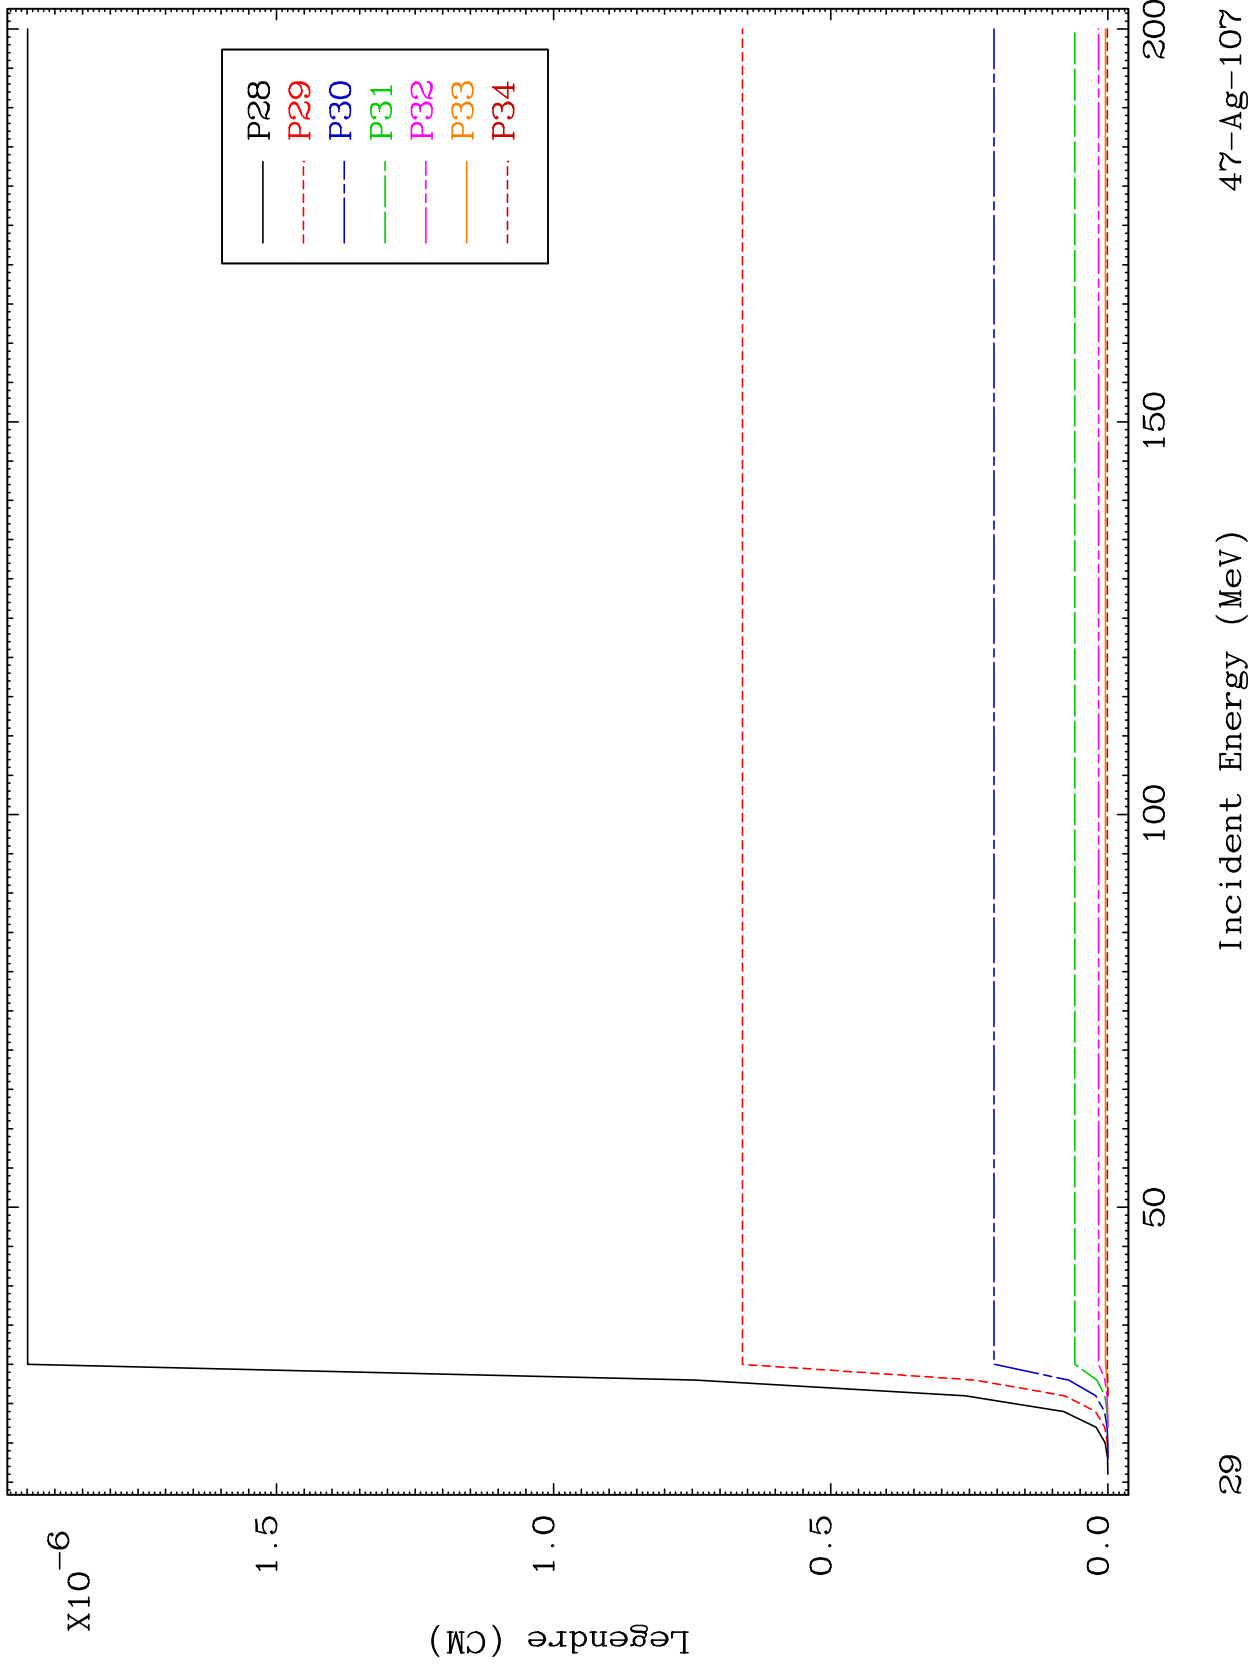 X10-6
1.5
1.0
0.5
0.0
Legendre (CM)
P28
P29
P30
P31
P32
P33
P34
50
100
150
200
29
Incident Energy (MeV)
47-Ag-107